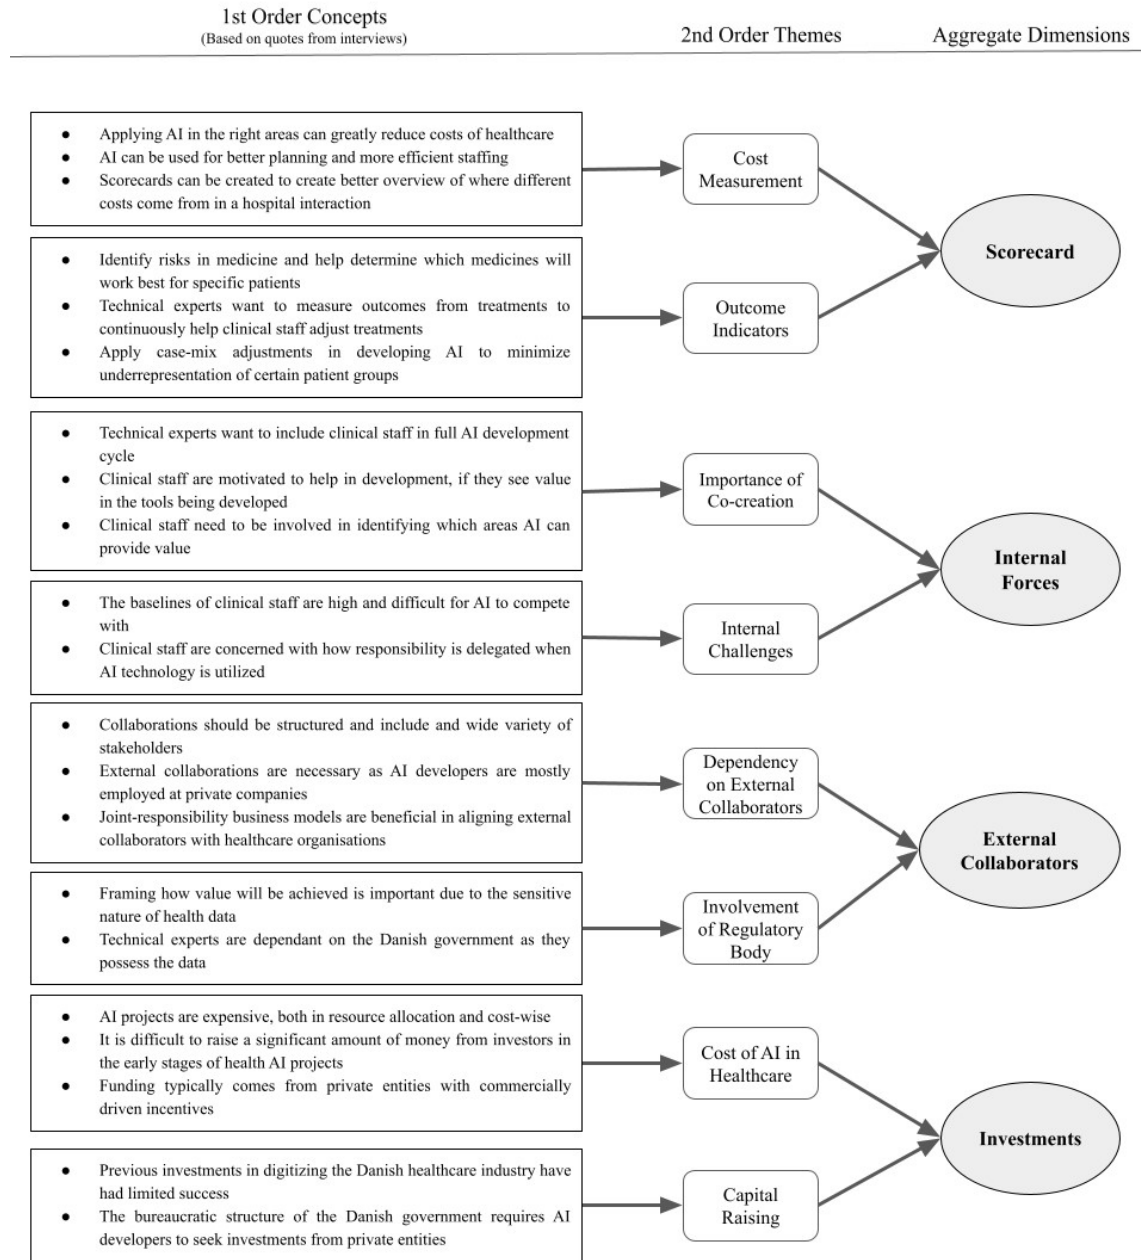 1st Order Concepts
(Based on quotes from interviews)
2nd Order Themes
Aggregate Dimensions
● Applying AI in the right areas can greatly reduce costs of healthcare
● AI can be used for better planning and more efficient staffing
● Scorecards can be created to create better overview of where different
costs come from in a hospital interaction
Cost
Measurement
● Identify risks in medicine and help determine which medicines will
work best for specific patients
● Technical experts want to measure outcomes from treatments to
continuously help clinical staff adjust treatments
● Apply case-mix adjustments in developing AI to minimize
underrepresentation of certain patient groups
Outcome
Indicators
Scorecard
● Technical experts want to include clinical staff in full AI development
cycle
● Clinical staff are motivated to help in development, if they see value
in the tools being developed
● Clinical staff need to be involved in identifying which areas AI can
provide value
Importance of
Co-creation
● The baselines of clinical staff are high and difficult for AI to compete
with
● Clinical staff are concerned with how responsibility is delegated when
AI technology is utilized
Internal
Challenges
Internal
Forces
● Collaborations should be structured and include and wide variety of
stakeholders
● External collaborations are necessary as AI developers are mostly
employed at private companies
● Joint-responsibility business models are beneficial in aligning external
collaborators with healthcare organisations
Dependency
on External
Collaborators
● Framing how value will be achieved is important due to the sensitive
nature of health data
● Technical experts are dependant on the Danish government as they
possess the data
Involvement
of Regulatory
Body
External
Collaborators
● AI projects are expensive, both in resource allocation and cost-wise
● It is difficult to raise a significant amount of money from investors in
the early stages of health AI projects
● Funding typically comes from private entities with commercially
driven incentives
Cost of AI in
Healthcare
● Previous investments in digitizing the Danish healthcare industry have
had limited success
● The bureaucratic structure of the Danish government requires AI
developers to seek investments from private entities
Capital
Raising
Investments